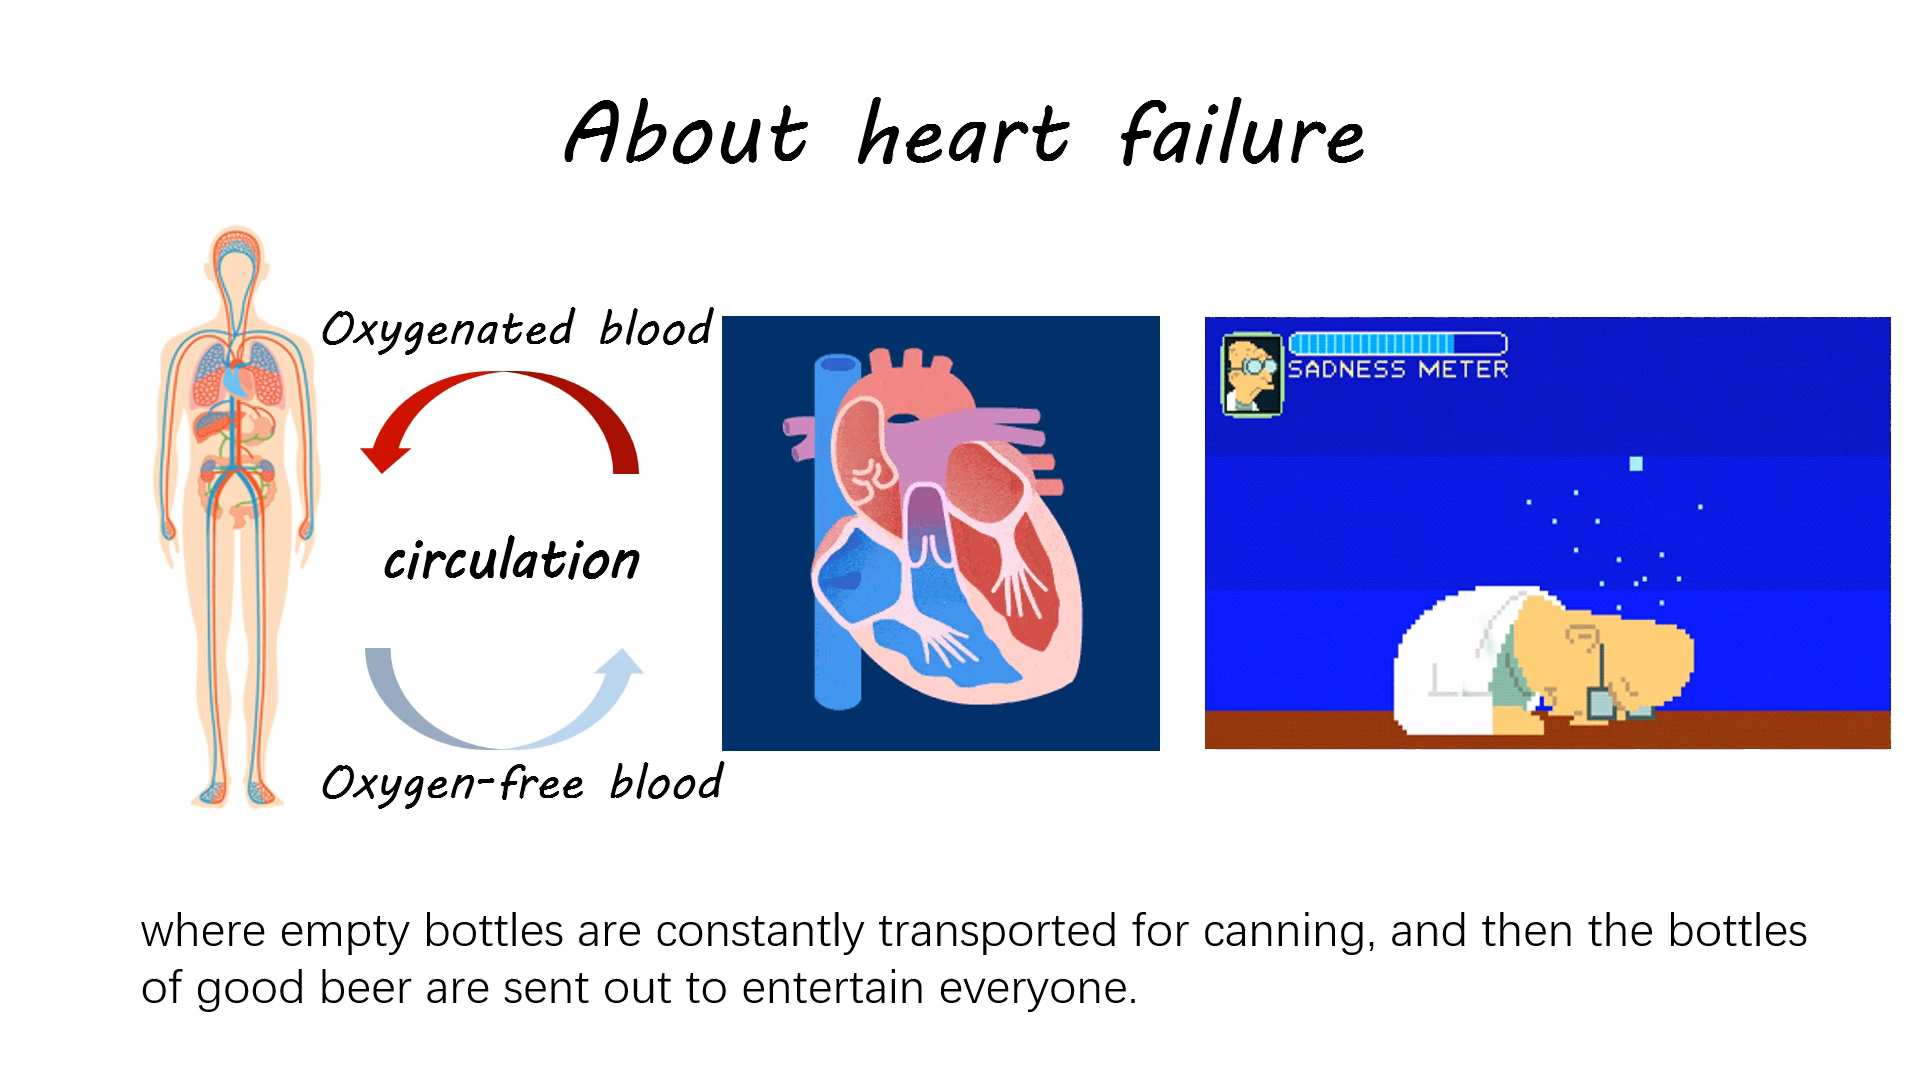 About heart failure
Oxygenated blood
SADNESS METER
circulation
Oxygen-free blood
where empty bottles are constantly transported for canning, and then the bottles
of good beer are sent out to entertain everyone.